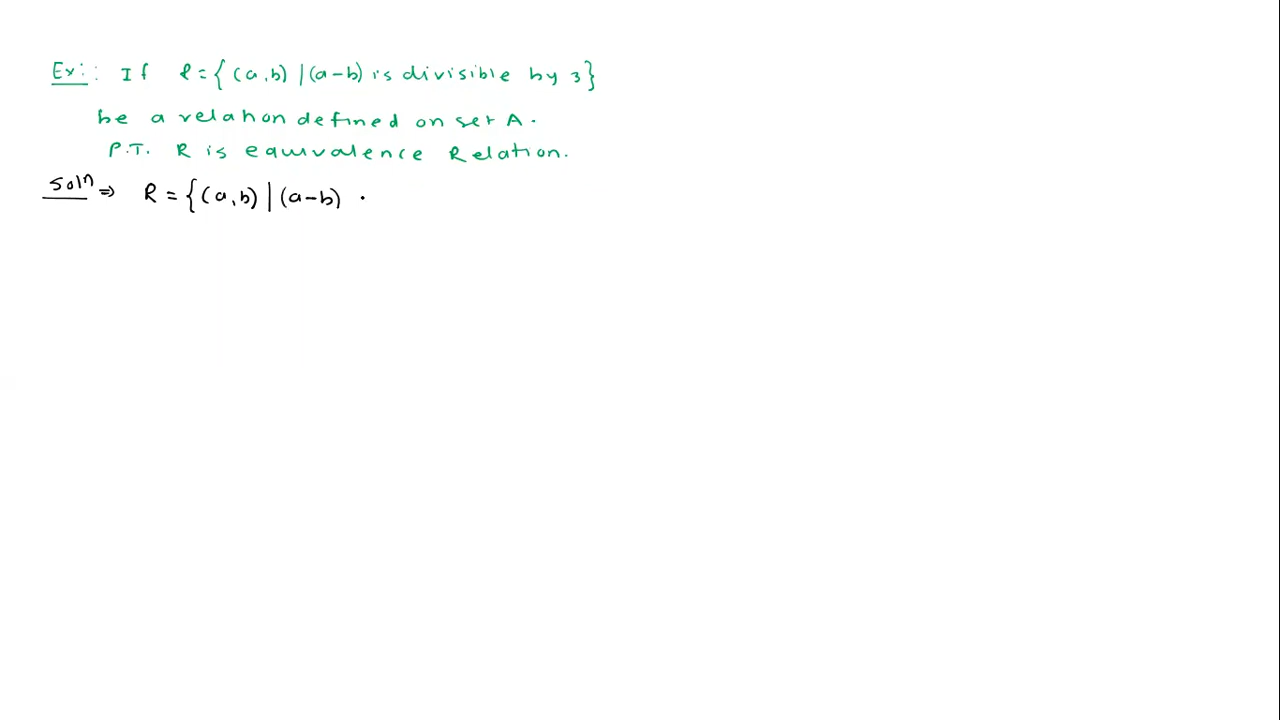 Ex:: If R={(a,b) |(a-b) is divisible by 3}
be a relation defined on set A.
P.T. R is equivalence Relation.
Soln ⇒ R = {(a,b) | (a-b) .